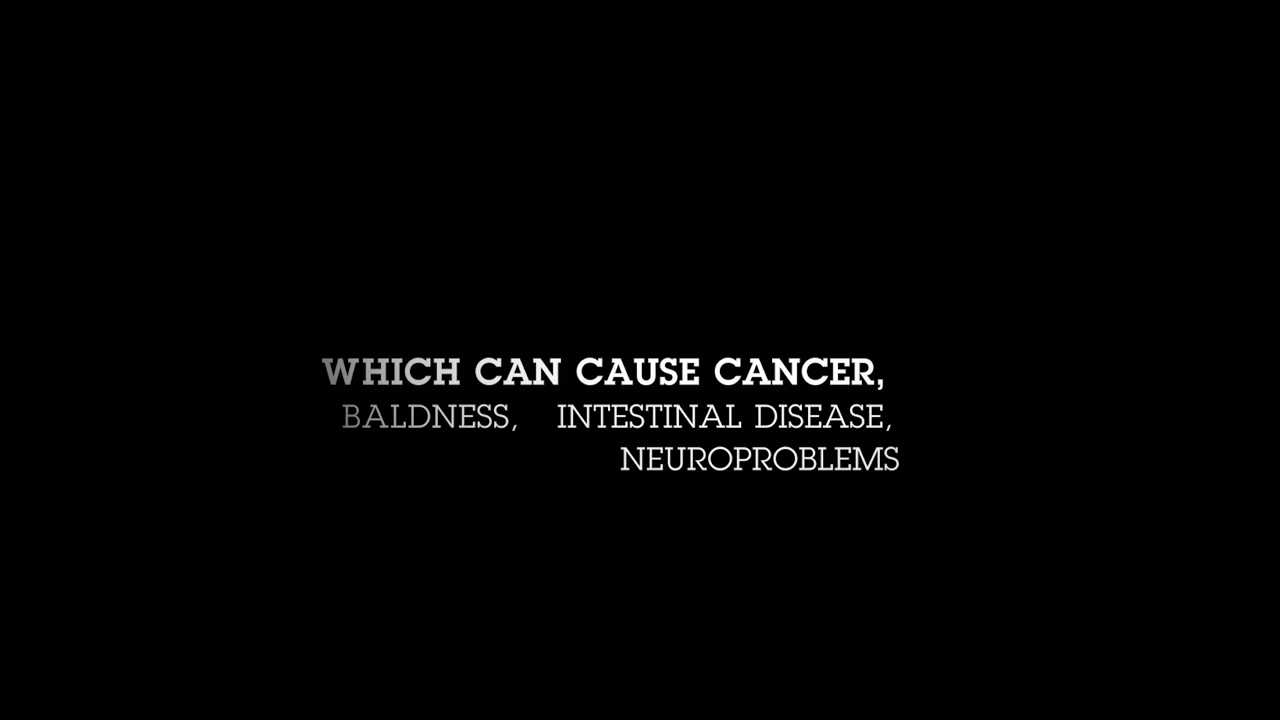 WHICH CAN CAUSE CANCER,
BALDNESS, INTESTINAL DISEASE,
NEUROPROBLEMS